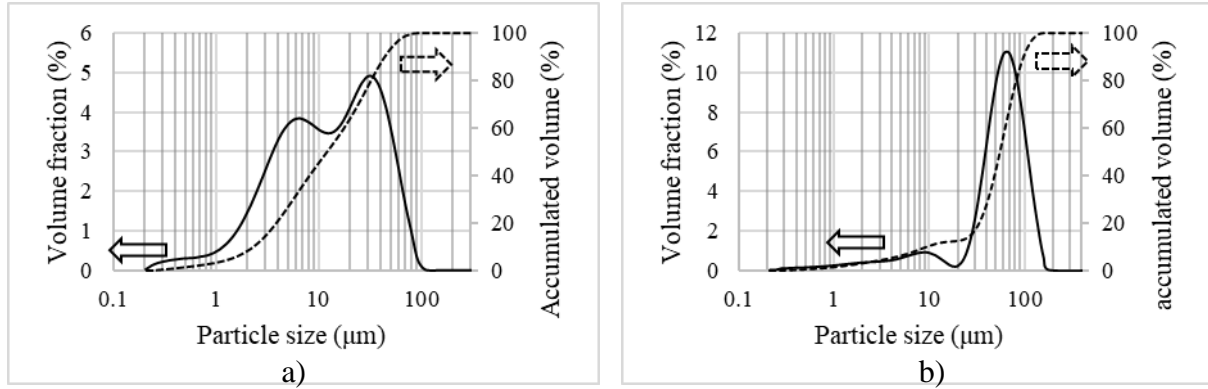 Volume fraction (%)
6
5
4
3
2
1
0
0.1 1 10 100
Particle size (μm)
100
80
60
40
20
0
Accumulated volume (%)
a)
Volume fraction (%)
12
10
8
6
4
2
0
0.1 1 10 100
Particle size (μm)
100
80
60
40
20
0
accumulated volume (%)
b)